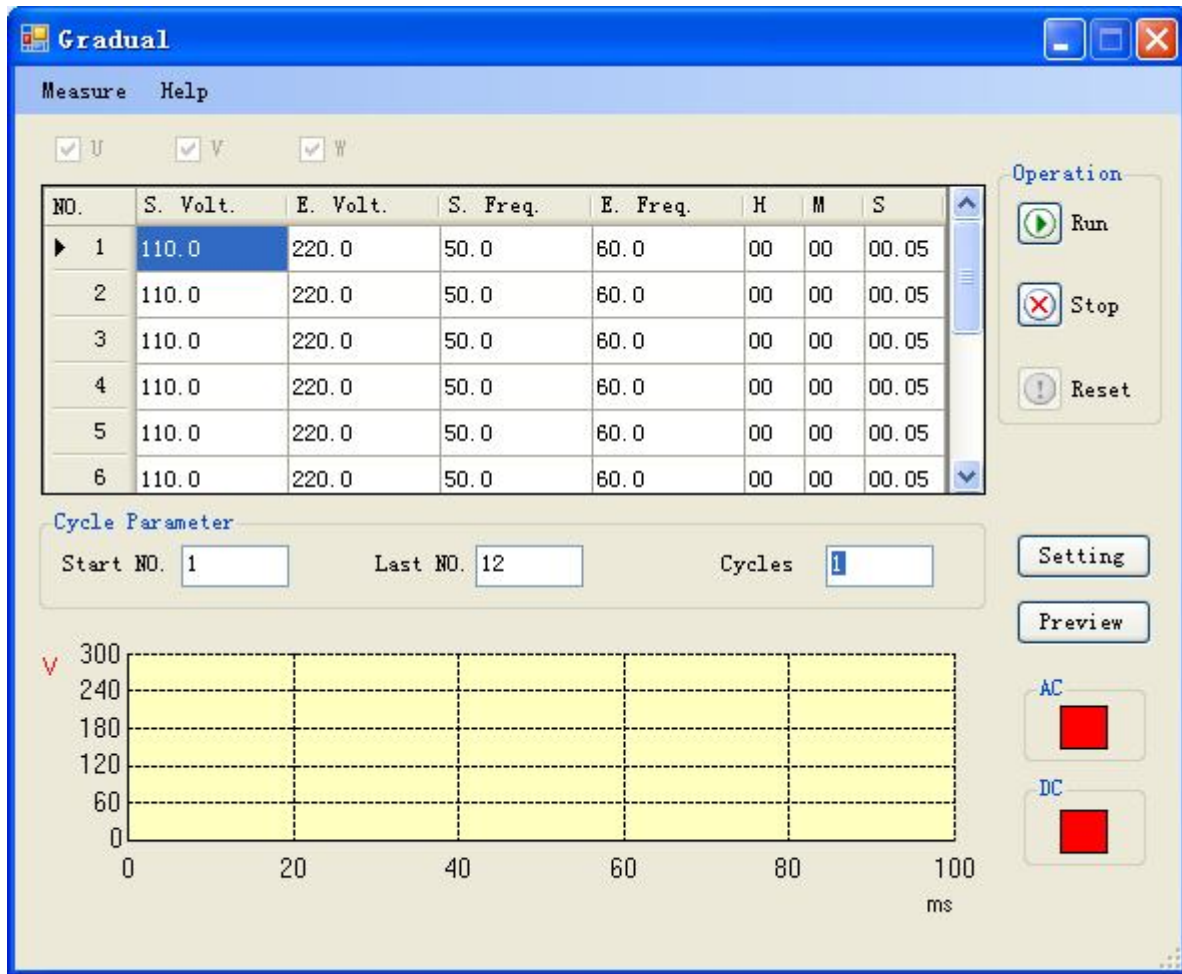 Gradual
Measure Help
U V W
NO. S. Volt. E. Volt. S. Freq. E. Freq. H M S
1 110.0 220.0 50.0 60.0 00 00 00.05
2 110.0 220.0 50.0 60.0 00 00 00.05
3 110.0 220.0 50.0 60.0 00 00 00.05
4 110.0 220.0 50.0 60.0 00 00 00.05
5 110.0 220.0 50.0 60.0 00 00 00.05
6 110.0 220.0 50.0 60.0 00 00 00.05
Operation
Run
Stop
Reset
Cycle Parameter
Start NO. 1 Last NO. 12 Cycles 1
Setting
Preview
V
300
240
180
120
60
0
0 20 40 60 80 100
ms
AC
DC